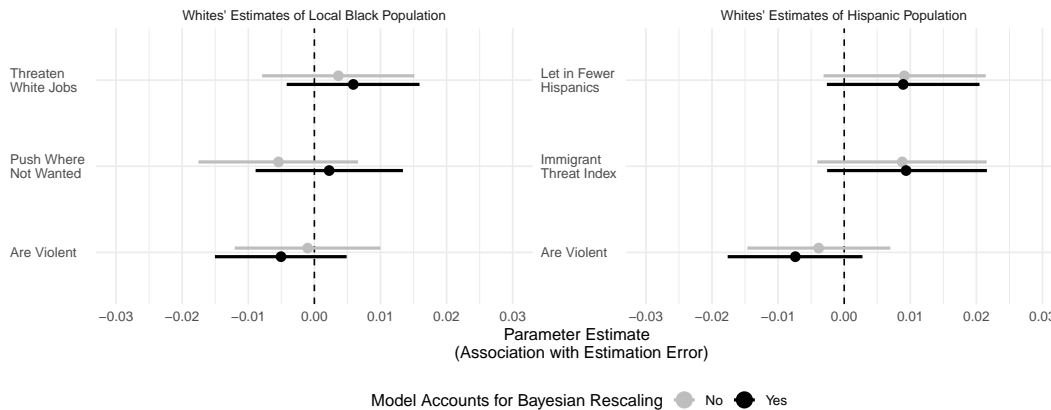 Whites' Estimates of Local Black Population
Whites' Estimates of Hispanic Population
Threaten
White Jobs
Push Where
Not Wanted
Are Violent
Let in Fewer
Hispanics
Immigrant
Threat Index
Are Violent
−0.03 −0.02 −0.01 0.00 0.01 0.02 0.03
−0.03 −0.02 −0.01 0.00 0.01 0.02 0.03
Parameter Estimate
(Association with Estimation Error)
Model Accounts for Bayesian Rescaling No Yes